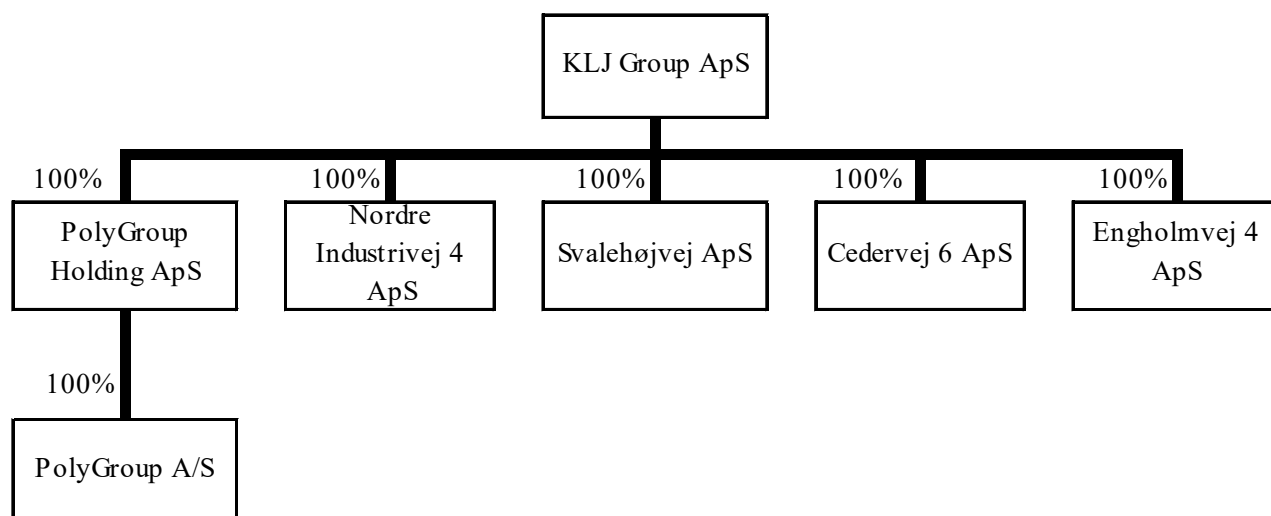 KLJ Group ApS
100%
100%
100%
100%
100%
PolyGroup
Holding ApS
Nordre
Industrivej 4
ApS
Svalehøjvej ApS
Cedervej 6 ApS
Engholmvej 4
ApS
100%
PolyGroup A/S